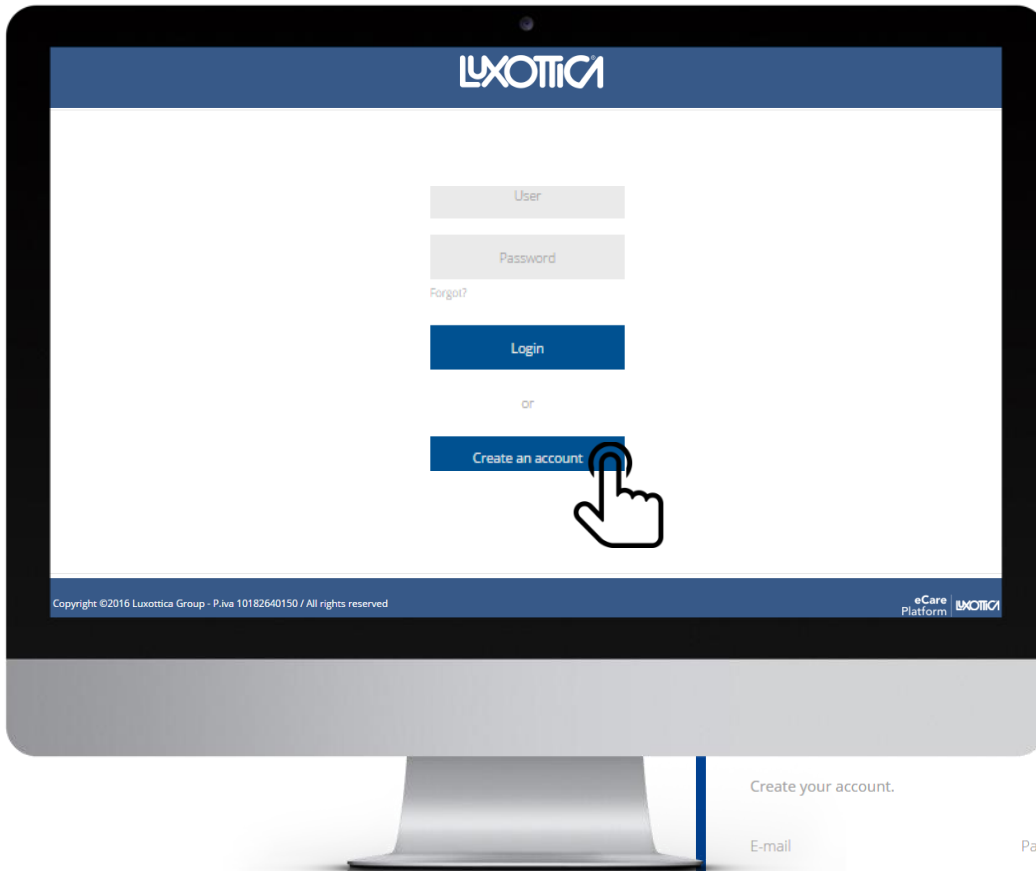 LUXOTTICA
User
Password
Forgot?
Login
or
Create an account
Copyright ©2016 Luxottica Group - P.iva 10182640150 / All rights reserved
eCare
Platform
LUXOTTICA
Create your account.
E-mail
Pa